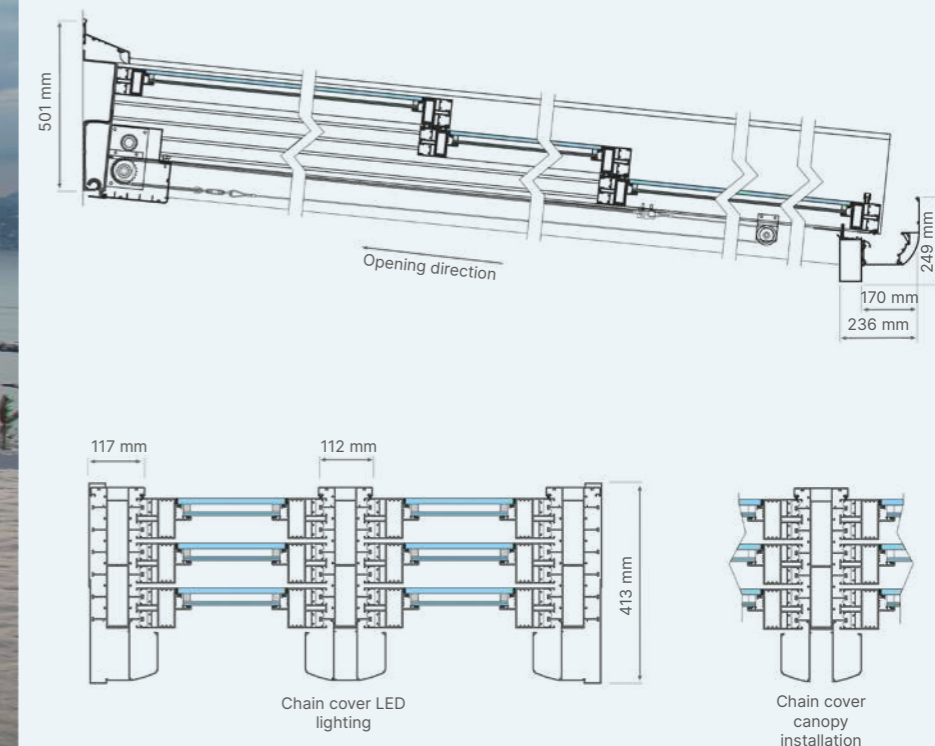 501 mm
Opening direction
249 mm
170 mm
236 mm
117 mm
112 mm
413 mm
Chain cover LED
lighting
Chain cover
canopy
installation